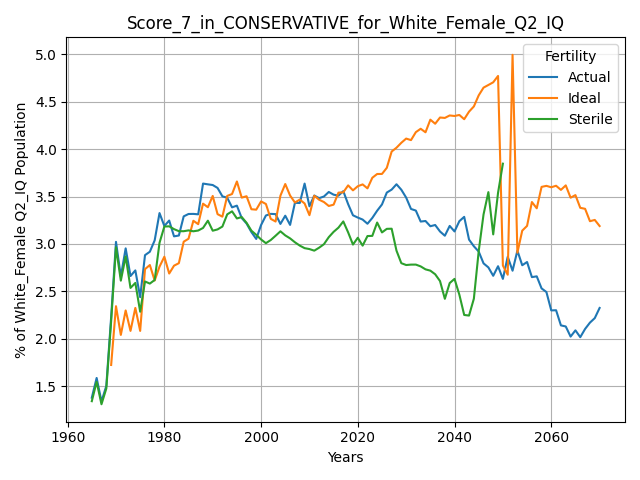 Score_7_in_CONSERVATIVE_for_White_Female_Q2_IQ
% of White_Female Q2_IQ Population
5.0
4.5
4.0
3.5
3.0
2.5
2.0
1.5
Fertility
Actual
Ideal
Sterile
1960 1980 2000 2020 2040 2060
Years